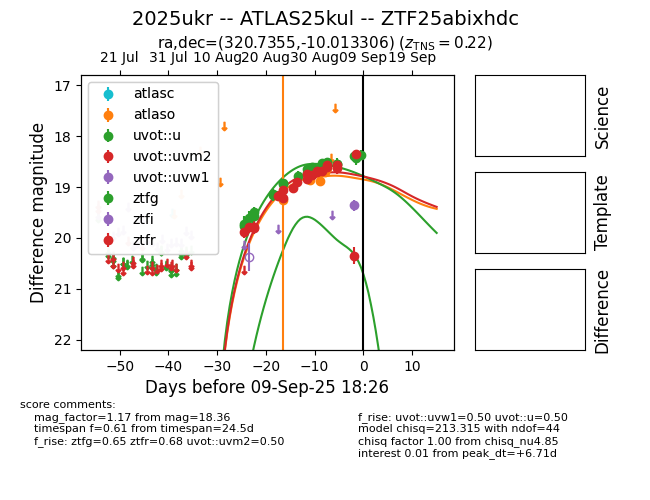 2025ukr -- ATLAS25kul -- ZTF25abixhdc
ra,dec=(320.7355,-10.013306) (z_TNS = 0.22)
21 Jul 31 Jul 10 Aug 20 Aug 30 Aug 09 Sep 19 Sep
17
18
19
20
21
22
Difference magnitude
atlasc
atlaso
uvot::u
uvot::uvm2
uvot::uvw1
ztfg
ztfi
ztfr
−50 −40 −30 −20 −10 0 10
Days before 09-Sep-25 18:26
Science
Template
Difference
score comments:
mag_factor=1.17 from mag=18.36
timespan f=0.61 from timespan=24.5d
f_rise: ztfg=0.65 ztfr=0.68 uvot::uvm2=0.50
f_rise: uvot::uvw1=0.50 uvot::u=0.50
model chisq=213.315 with ndof=44
chisq factor 1.00 from chisq_nu4.85
interest 0.01 from peak_dt=+6.71d